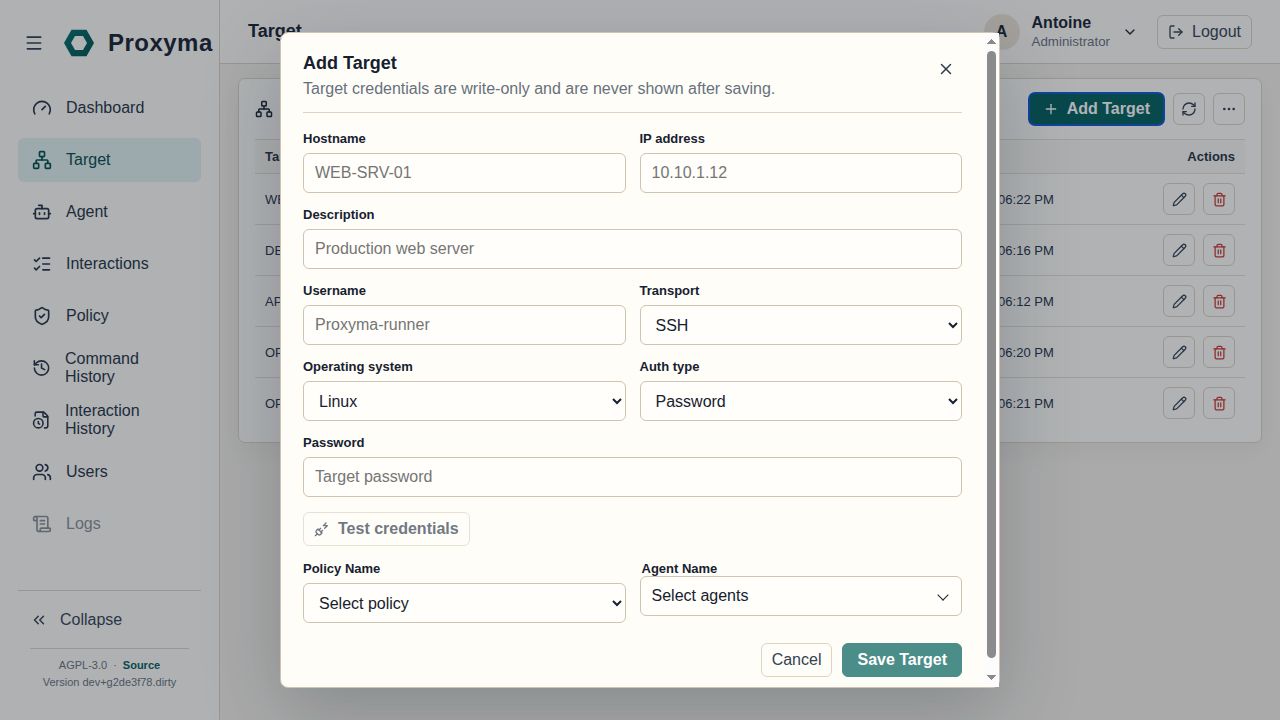 Proxyma
Dashboard
Target
Agent
Interactions
Policy
Command
History
Interaction
History
Users
Logs
Collapse
AGPL-3.0 · Source
Version dev+g2de3f78.dirty
Target
A
Antoine
Administrator
Logout
Add Target
Actions
06:22 PM
06:16 PM
06:12 PM
06:20 PM
06:21 PM
Add Target
Target credentials are write-only and are never shown after saving.
Hostname
IP address
WEB-SRV-01
10.10.1.12
Description
Production web server
Username
Transport
Proxyma-runner
SSH
Operating system
Auth type
Linux
Password
Password
Target password
Test credentials
Policy Name
Agent Name
Select policy
Select agents
Cancel
Save Target